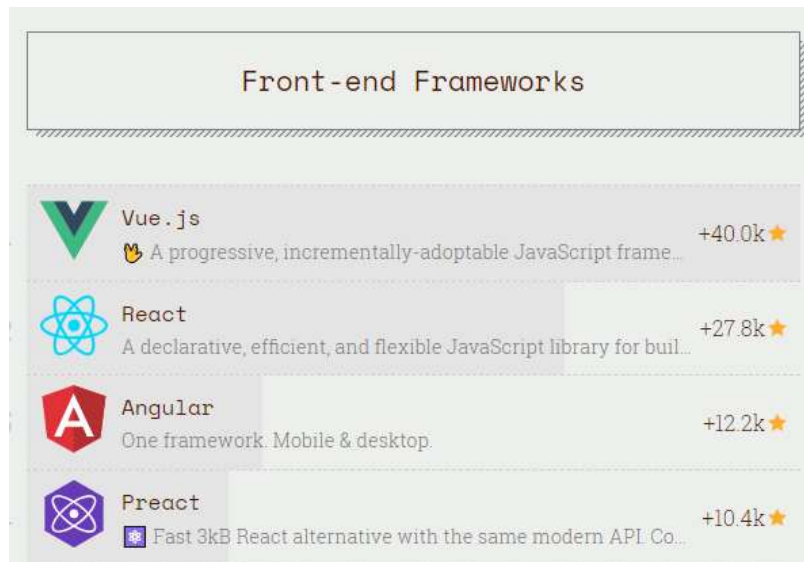 Front-end Frameworks
Vue.js
🖖 A progressive, incrementally-adoptable JavaScript frame...
+40.0k⭐
React
A declarative, efficient, and flexible JavaScript library for buil...
+27.8k⭐
Angular
One framework. Mobile & desktop.
+12.2k⭐
Preact
⚛️ Fast 3kB React alternative with the same modern API. Co...
+10.4k⭐